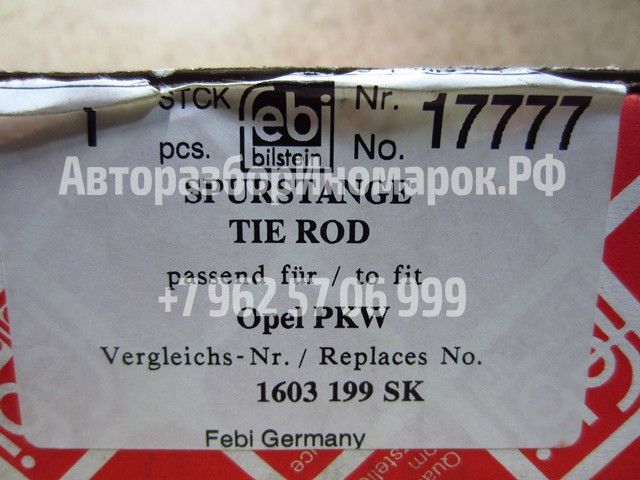 1 STCK febi Nr. 17777
pcs. bilstein No.
АвторазборИномарок.РФ
SPURSTANGE
TIE ROD
passend für / to fit
+7 962 57 06 999
Opel PKW
Vergleichs-Nr. / Replaces No.
1603 199 SK
Febi Germany